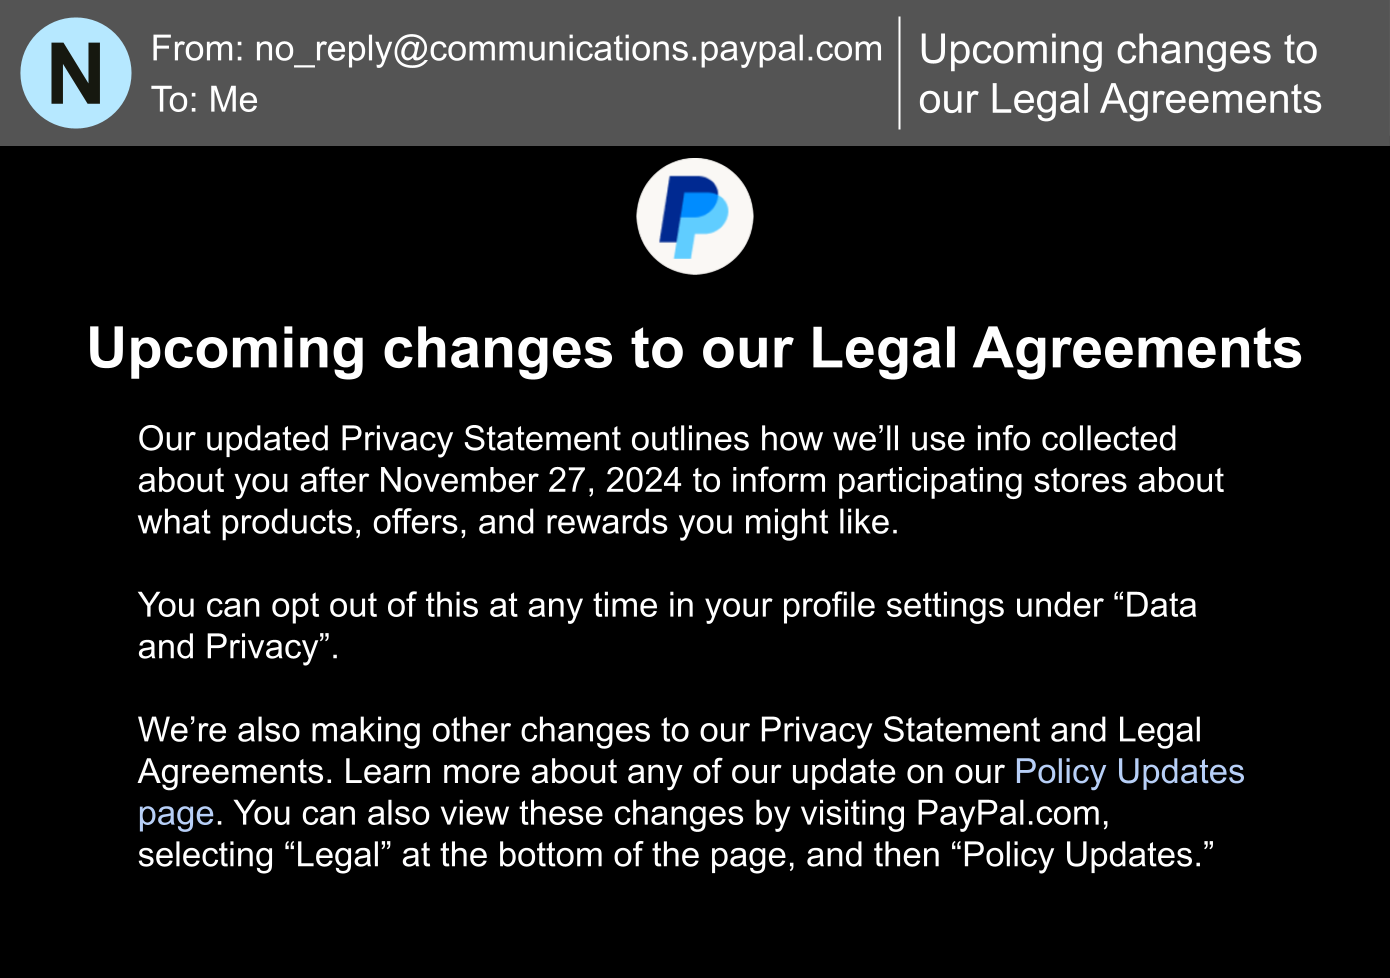 N
From: no_reply@communications.paypal.com
To: Me
Upcoming changes to
our Legal Agreements
Upcoming changes to our Legal Agreements
Our updated Privacy Statement outlines how we’ll use info collected
about you after November 27, 2024 to inform participating stores about
what products, offers, and rewards you might like.
You can opt out of this at any time in your profile settings under “Data
and Privacy”.
We’re also making other changes to our Privacy Statement and Legal
Agreements. Learn more about any of our update on our Policy Updates
page. You can also view these changes by visiting PayPal.com,
selecting “Legal” at the bottom of the page, and then “Policy Updates.”